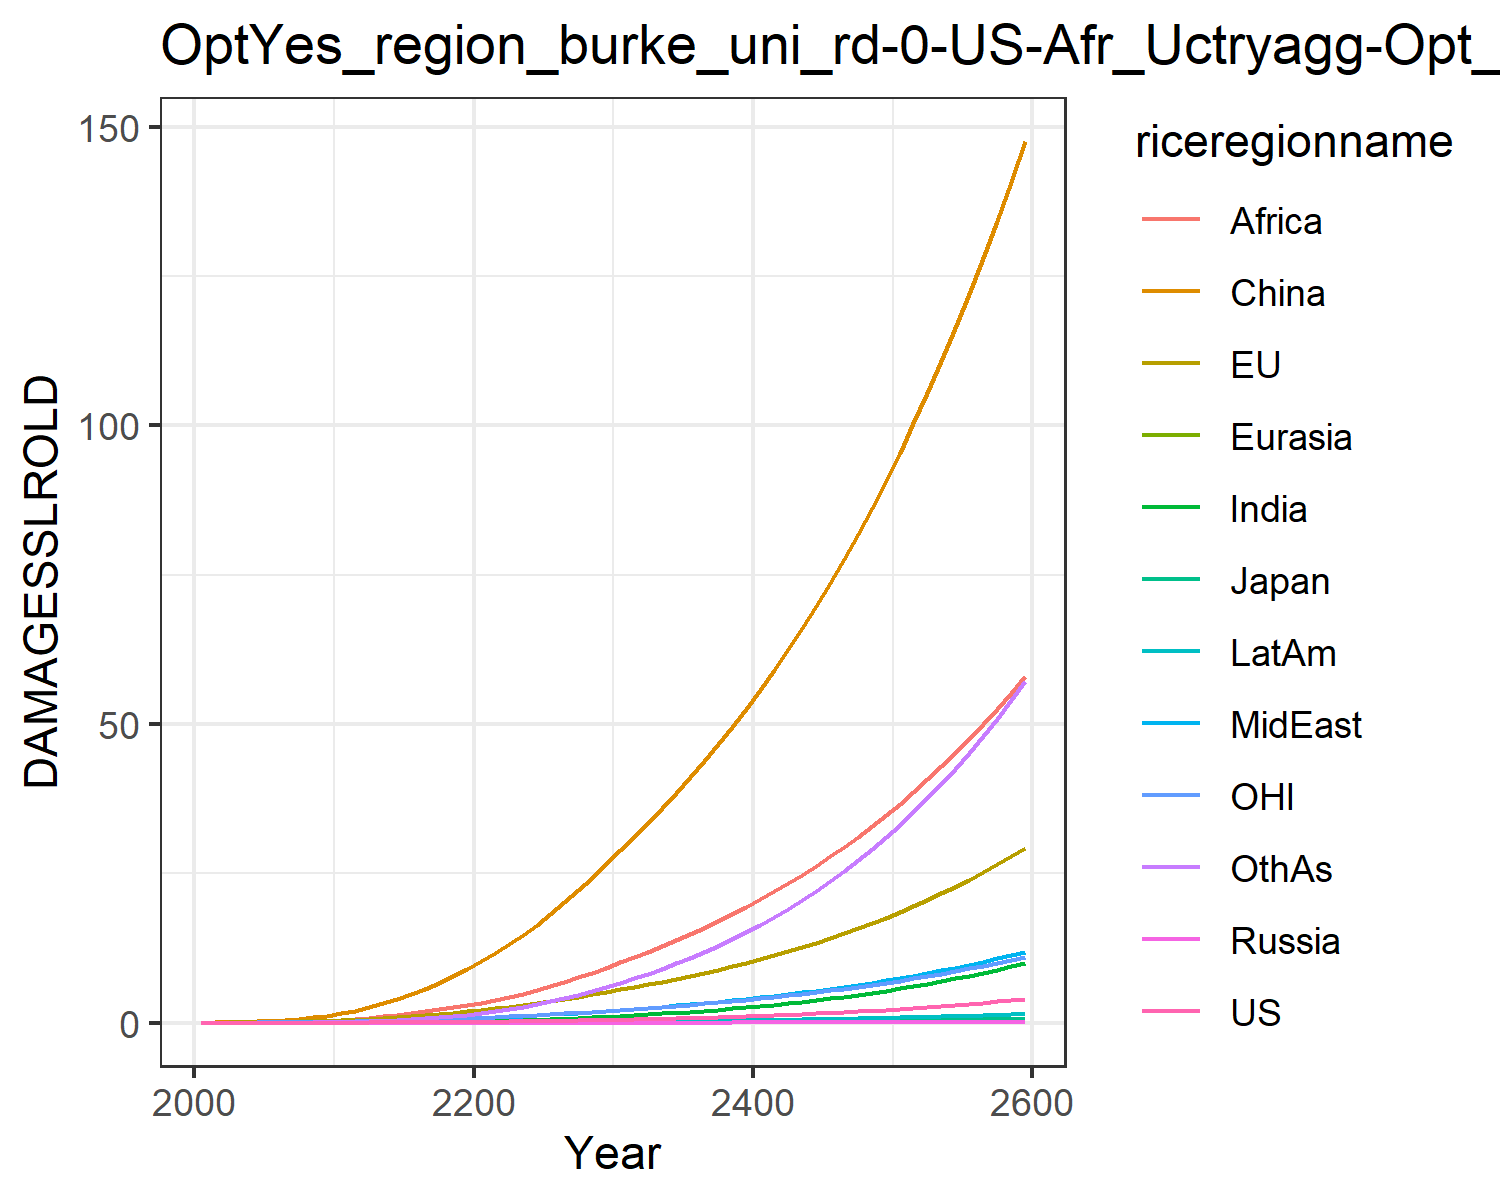 OptYes_region_burke_uni_rd-0-US-Afr_Uctryagg-Opt_
DAMAGESSLROLD
150
100
50
0
2000
2200
2400
2600
Year
riceregionname
Africa
China
EU
Eurasia
India
Japan
LatAm
MidEast
OHI
OthAs
Russia
US